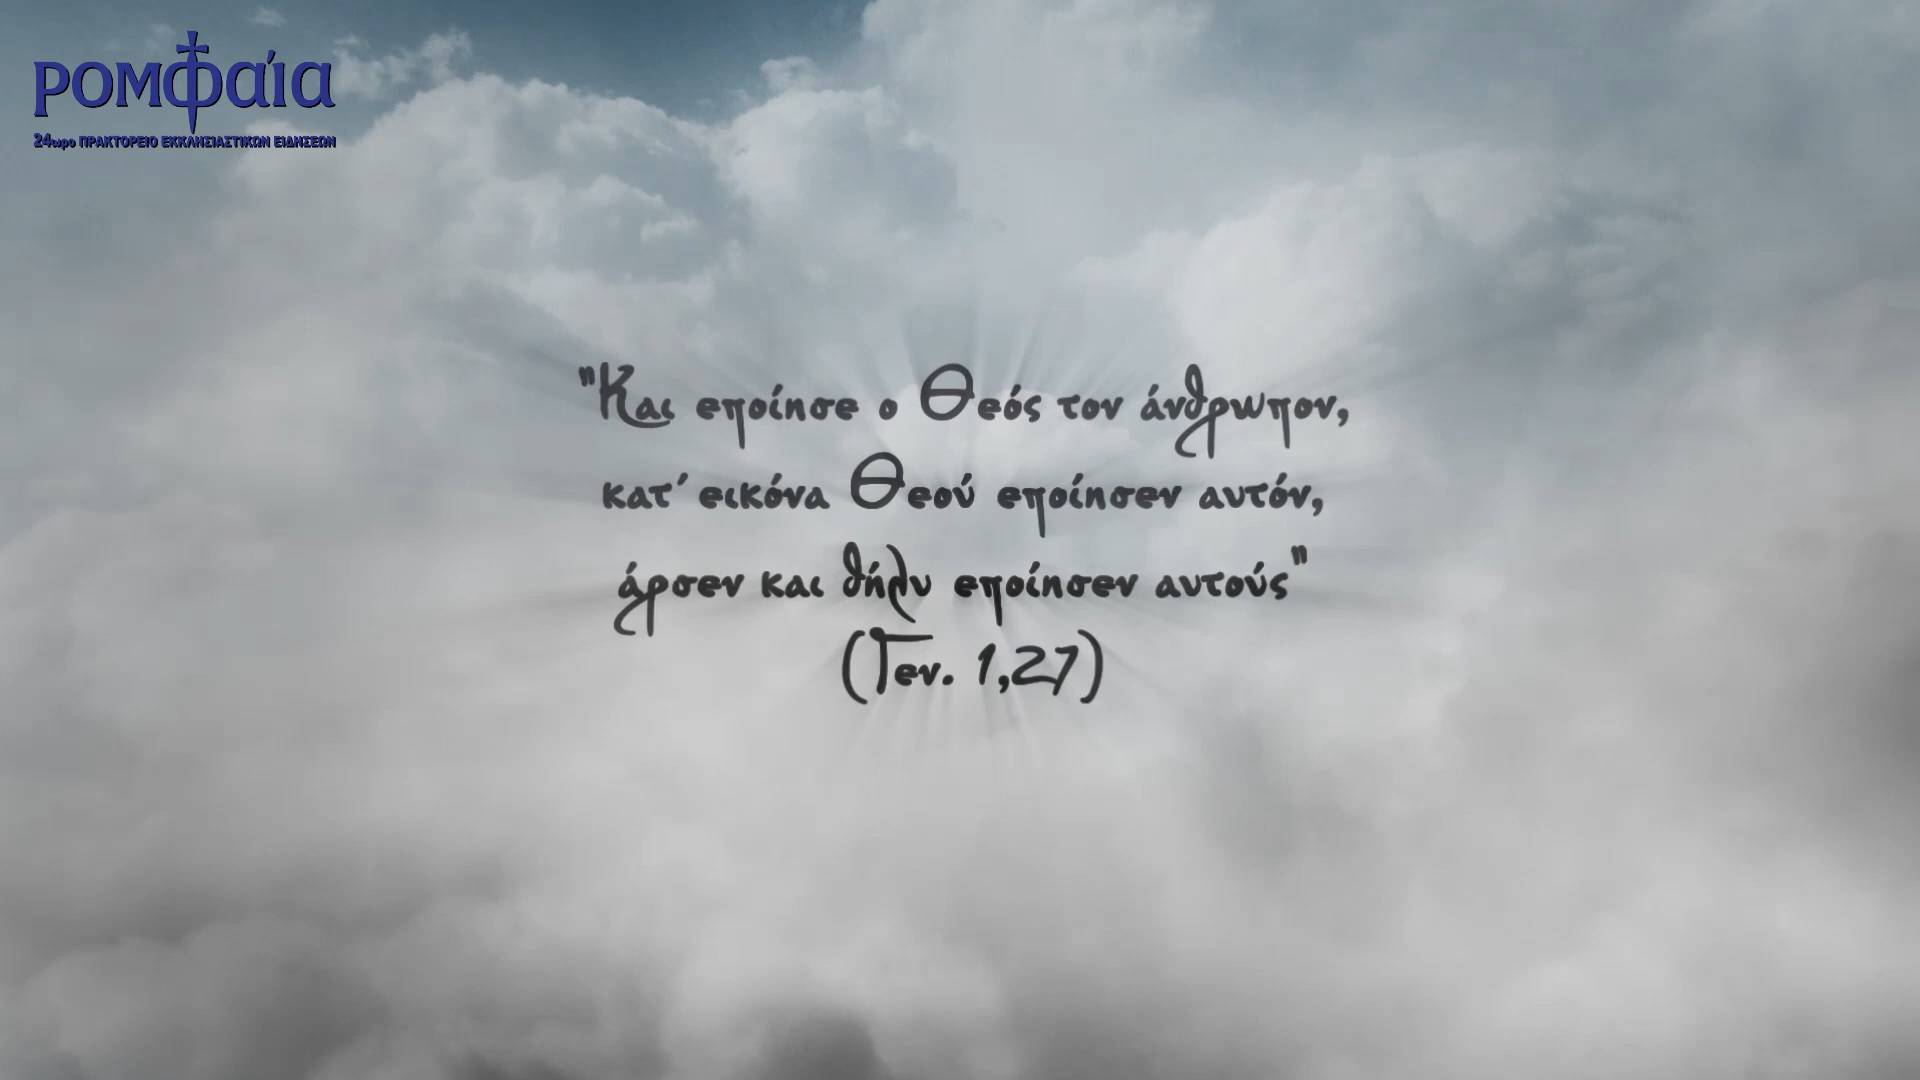 ρομφαία
24ωρο ΠΡΑΚΤΟΡΕΙΟ ΕΚΚΛΗΣΙΑΣΤΙΚΩΝ ΕΙΔΗΣΕΩΝ
"Και εποίησε ο Θεός τον άνθρωπον,
κατ΄ εικόνα Θεού εποίησεν αυτόν,
άρσεν και θήλυ εποίησεν αυτούς"
(Γεν. 1,27)